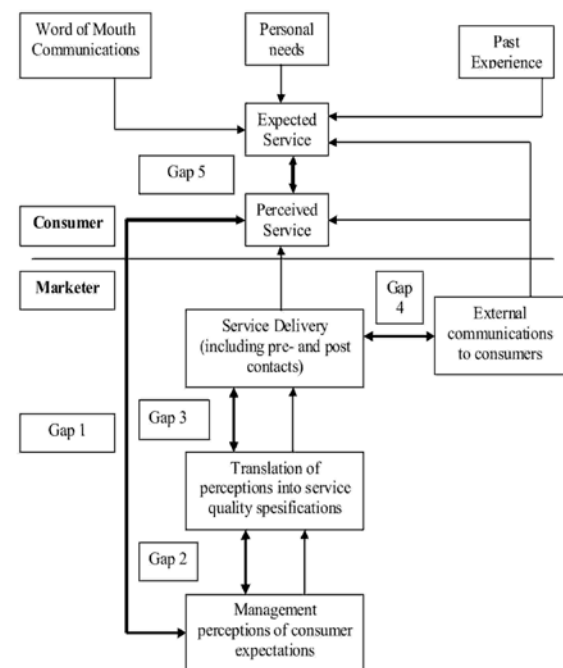 Word of Mouth
Communications
Personal
needs
Past
Experience
Expected
Service
Gap 5
Perceived
Service
Consumer
Marketer
Gap
4
Service Delivery
(including pre- and post
contacts)
External
communications
to consumers
Gap 3
Gap 1
Translation of
perceptions into service
quality spesifications
Gap 2
Management
perceptions of consumer
expectations